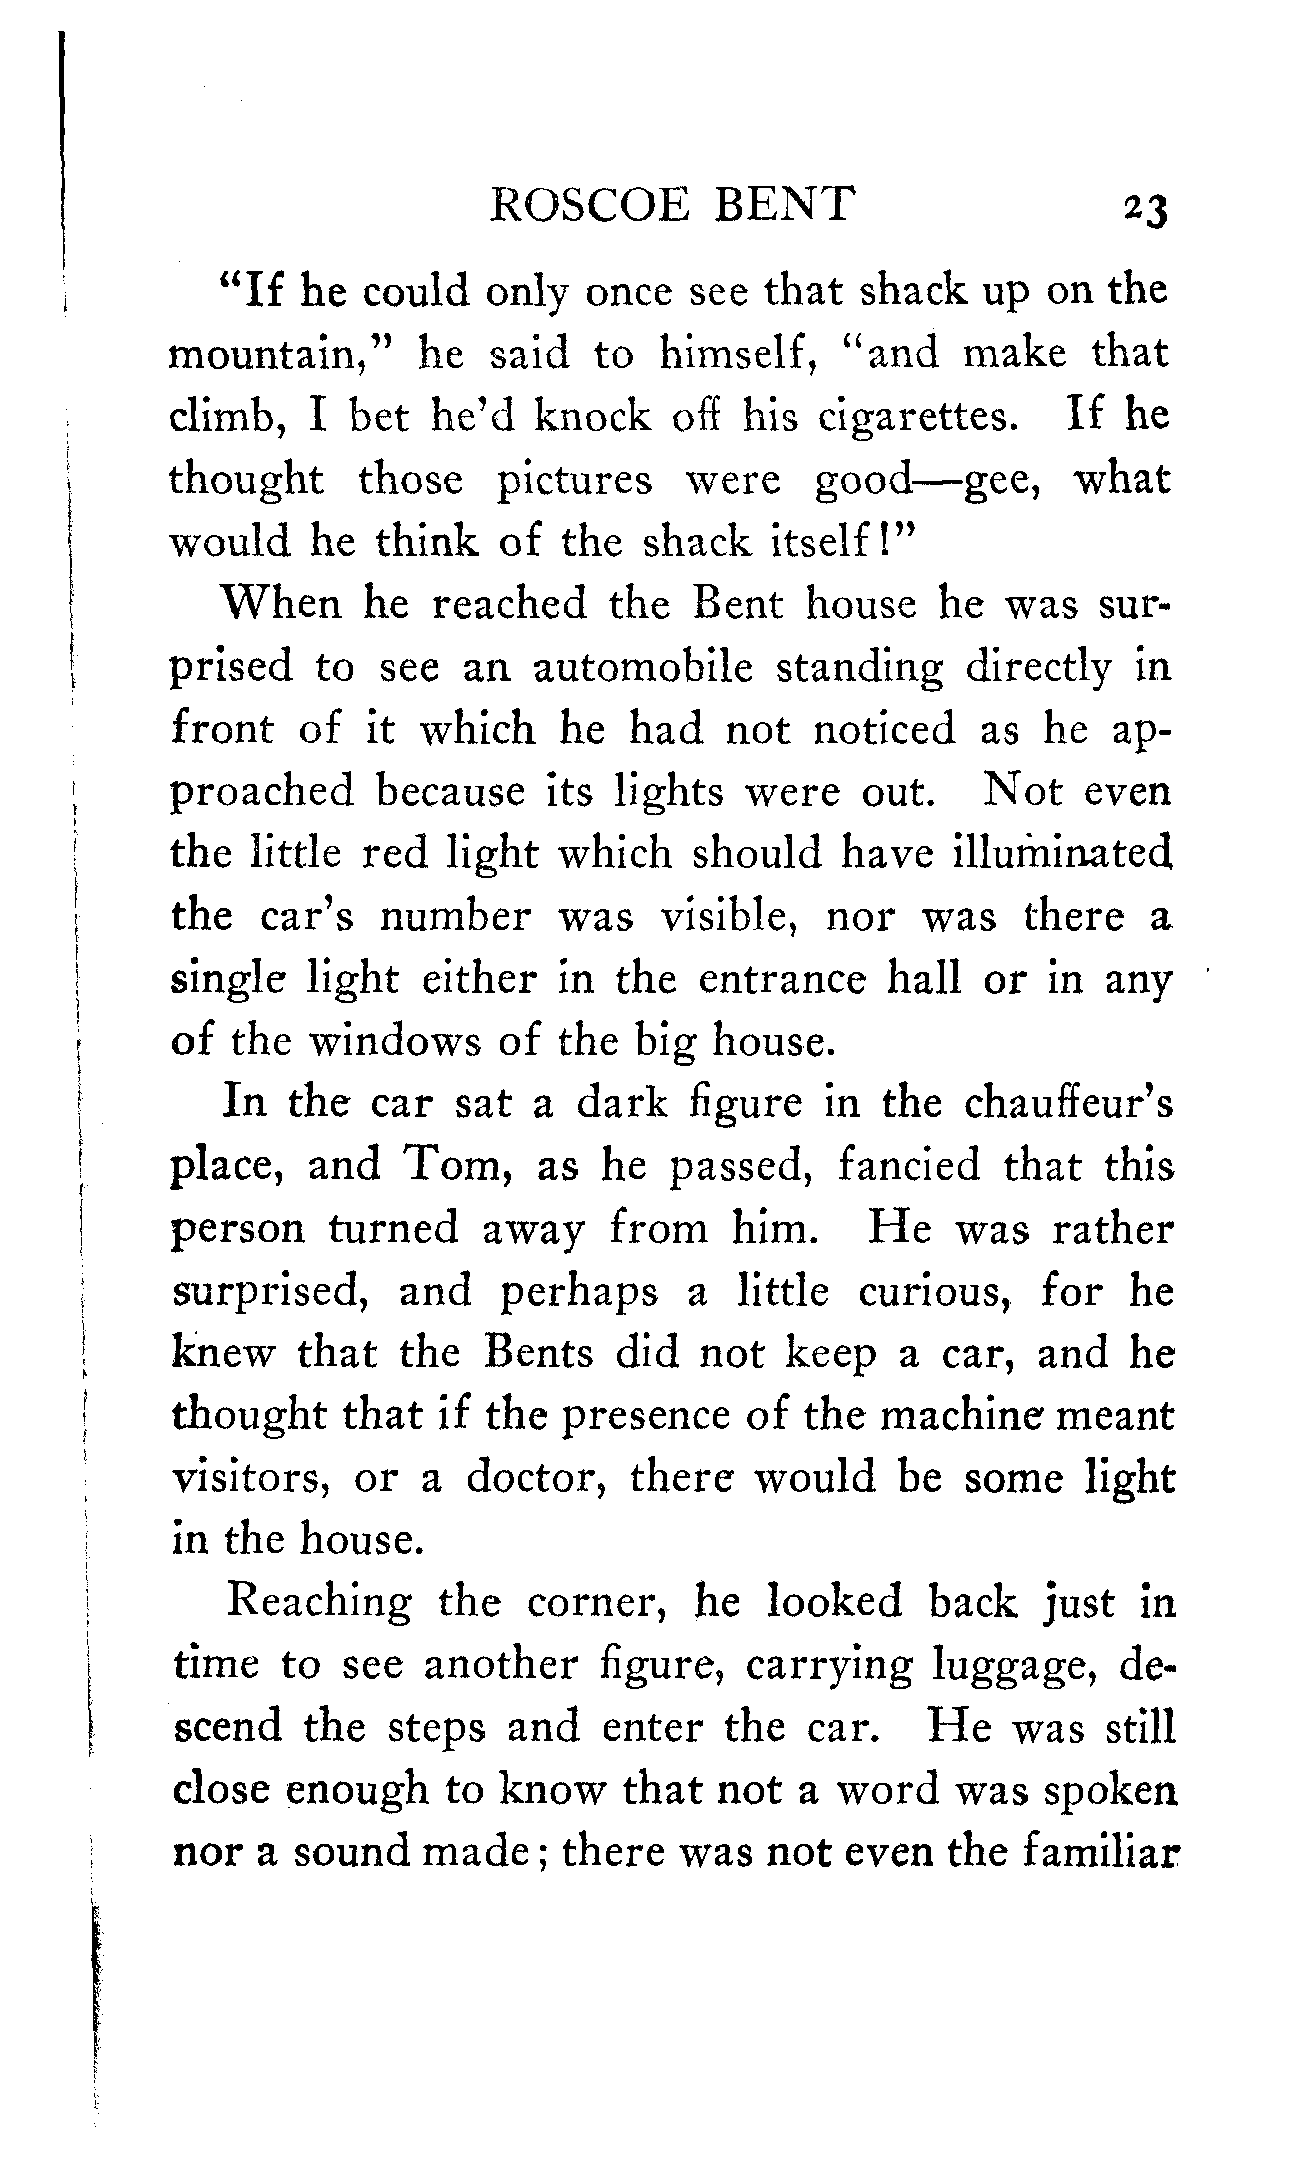 ROSCOE BENT 23
"If he could only once see that shack up on the
mountain," he said to himself, "and make that
climb, I bet he'd knock off his cigarettes. If he
thought those pictures were good—gee, what
would he think of the shack itself!"
When he reached the Bent house he was sur-
prised to see an automobile standing directly in
front of it which he had not noticed as he ap-
proached because its lights were out. Not even
the little red light which should have illuminated
the car's number was visible, nor was there a
single light either in the entrance hall or in any
of the windows of the big house.
In the car sat a dark figure in the chauffeur's
place, and Tom, as he passed, fancied that this
person turned away from him. He was rather
surprised, and perhaps a little curious, for he
knew that the Bents did not keep a car, and he
thought that if the presence of the machine meant
visitors, or a doctor, there would be some light
in the house.
Reaching the corner, he looked back just in
time to see another figure, carrying luggage, de-
scend the steps and enter the car. He was still
close enough to know that not a word was spoken
nor a sound made; there was not even the familiar